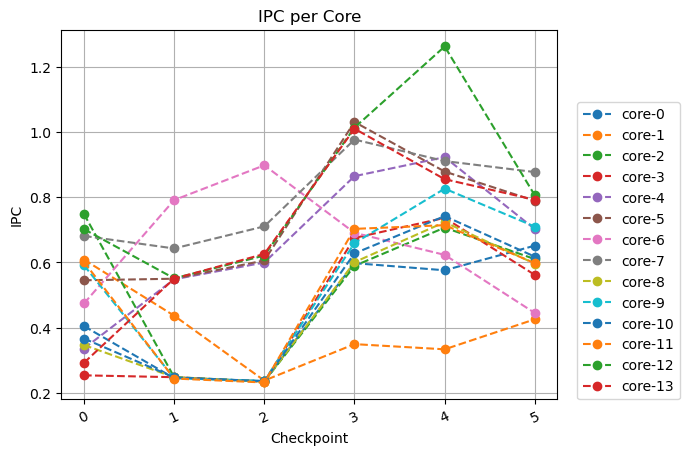 IPC per Core
1.2
1.0
0.8
0.6
0.4
0.2
IPC
0
1
2
3
4
5
Checkpoint
core-0
core-1
core-2
core-3
core-4
core-5
core-6
core-7
core-8
core-9
core-10
core-11
core-12
core-13